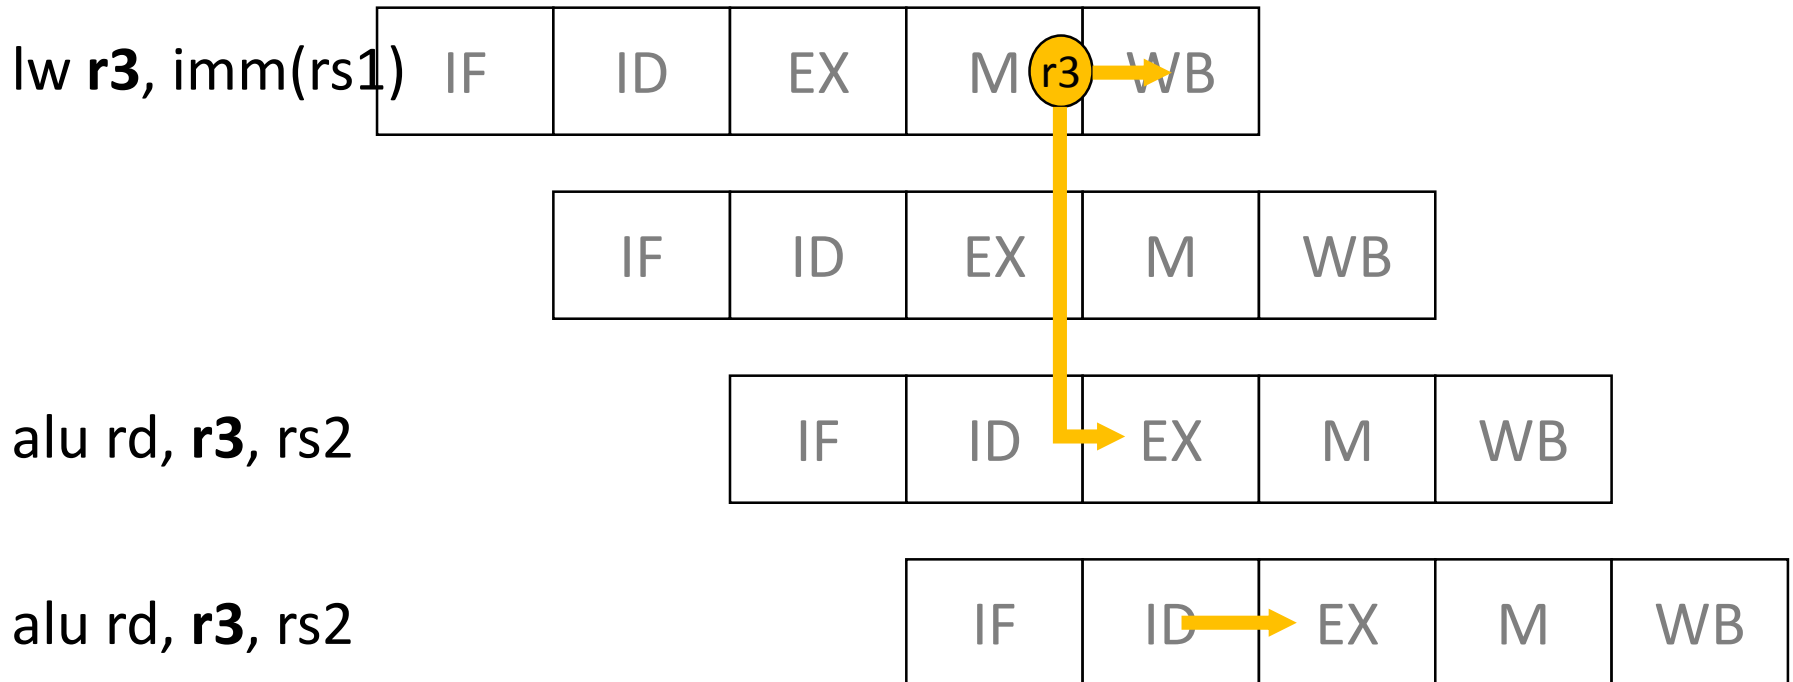 lw r3, imm(rs1) IF ID EX M r3 WB
IF ID EX M WB
alu rd, r3, rs2 IF ID EX M WB
alu rd, r3, rs2 IF ID EX M WB